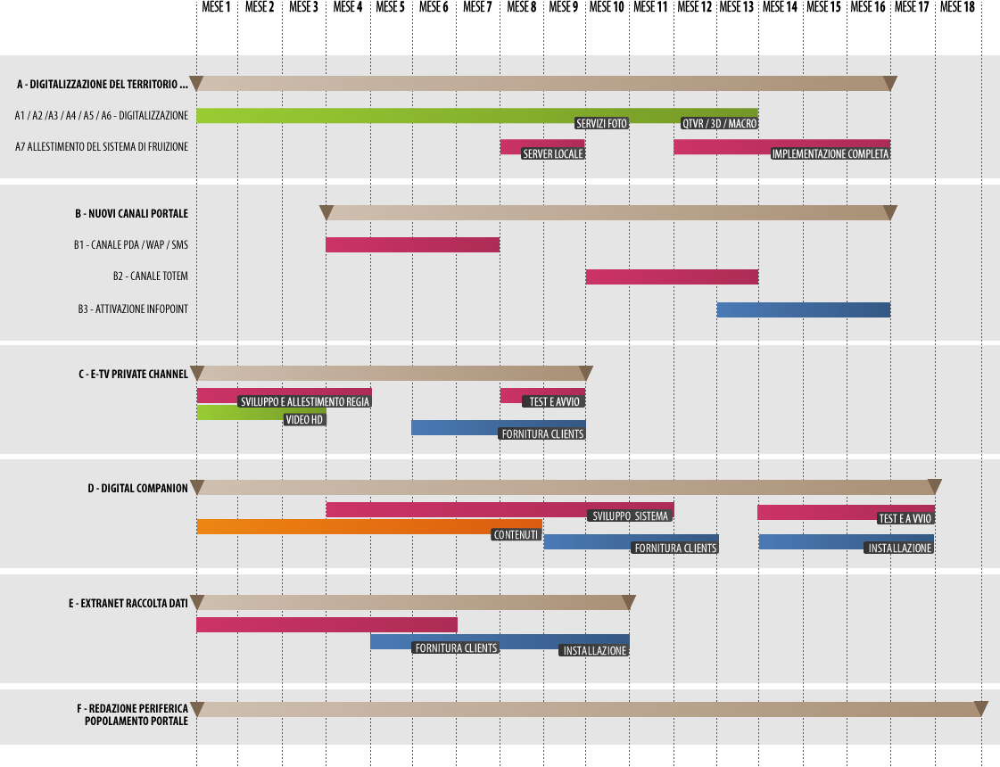 MESE 1 MESE 2 MESE 3 MESE 4 MESE 5 MESE 6 MESE 7 MESE 8 MESE 9 MESE 10 MESE 11 MESE 12 MESE 13 MESE 14 MESE 15 MESE 16 MESE 17 MESE 18
A - DIGITALIZZAZIONE DEL TERRITORIO ...
A1 / A2 /A3 / A4 / A5 / A6 - DIGITALIZZAZIONE
SERVIZI FOTO
QTVR / 3D / MACRO
A7 ALLESTIMENTO DEL SISTEMA DI FRUIZIONE
SERVER LOCALE
IMPLEMENTAZIONE COMPLETA
B - NUOVI CANALI PORTALE
B1 - CANALE PDA / WAP / SMS
B2 - CANALE TOTEM
B3 - ATTIVAZIONE INFOPOINT
C - E-TV PRIVATE CHANNEL
SVILUPPO E ALLESTIMENTO REGIA
TEST E AVVIO
VIDEO HD
FORNITURA CLIENTS
D - DIGITAL COMPANION
SVILUPPO SISTEMA
TEST E A VVIO
CONTENUTI
FORNITURA CLIENTS
INSTALLAZIONE
E - EXTRANET RACCOLTA DATI
FORNITURA CLIENTS
INSTALLAZIONE
F - REDAZIONE PERIFERICA
POPOLAMENTO PORTALE